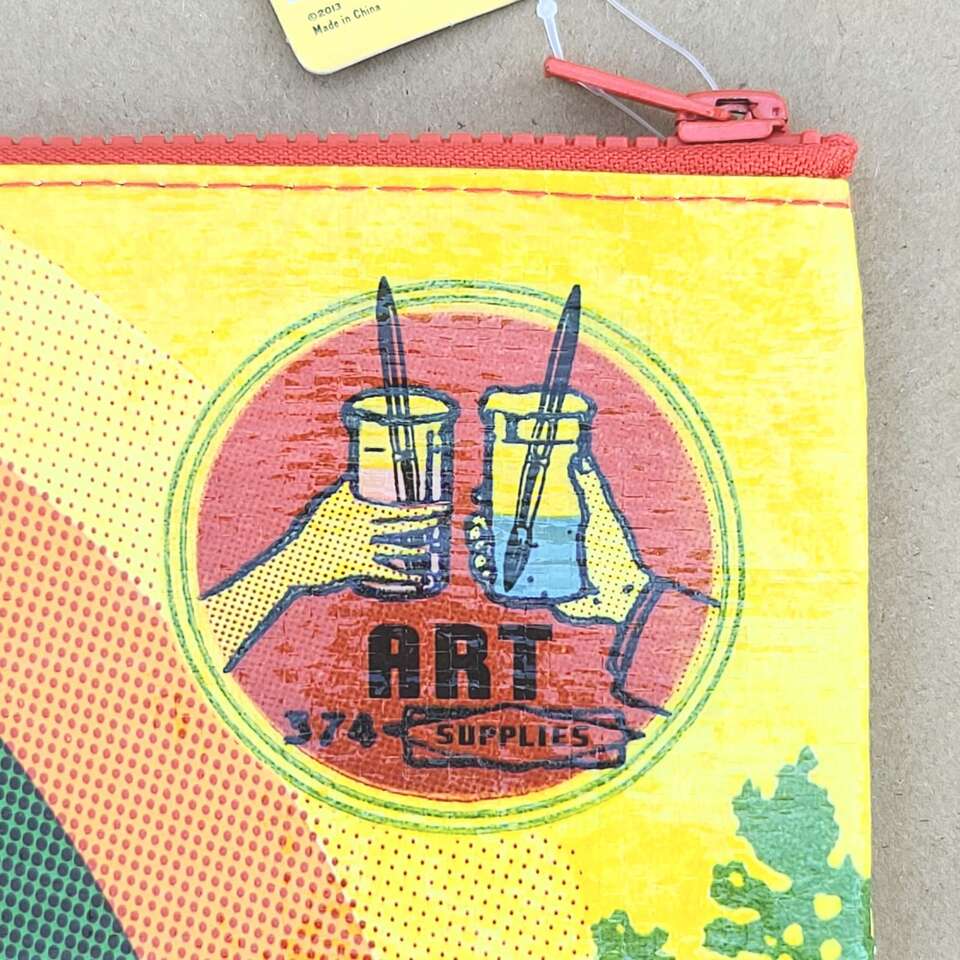 ©2013
Made in China
ART
374
SUPPLIES